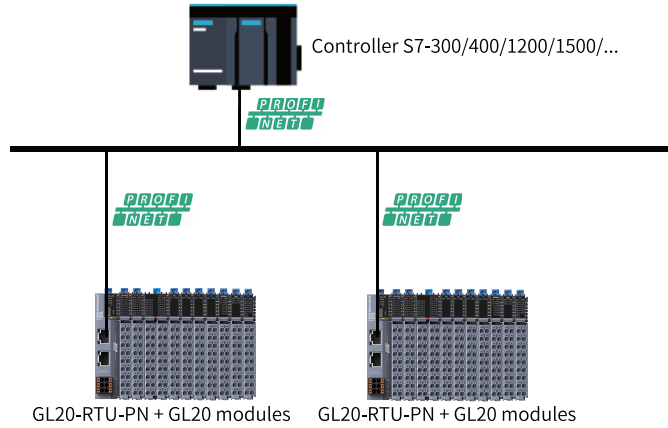 Controller S7-300/400/1200/1500/...
PROFI
NET
PROFI
NET
PROFI
NET
GL20-RTU-PN + GL20 modules
GL20-RTU-PN + GL20 modules